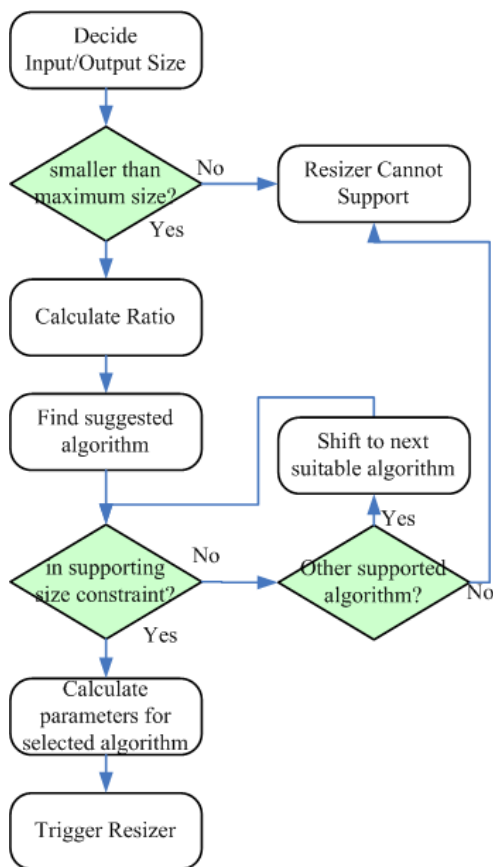 Decide
Input/Output Size
smaller than
maximum size?
No
Resizer Cannot
Support
Yes
Calculate Ratio
Find suggested
algorithm
Shift to next
suitable algorithm
Yes
in supporting
size constraint?
No
Other supported
algorithm?
No
Yes
Calculate
parameters for
selected algorithm
Trigger Resizer